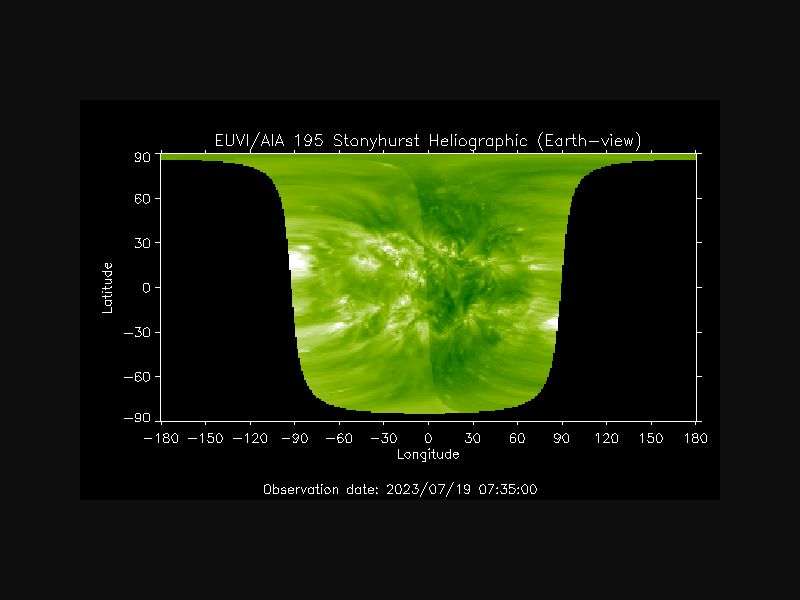 EUVI/AIA 195 Stonyhurst Heliographic (Earth-view)
90
60
30
0
-30
-60
-90
Latitude
-180 -150 -120 -90 -60 -30 0 30 60 90 120 150 180
Longitude
Observation date: 2023/07/19 07:35:00